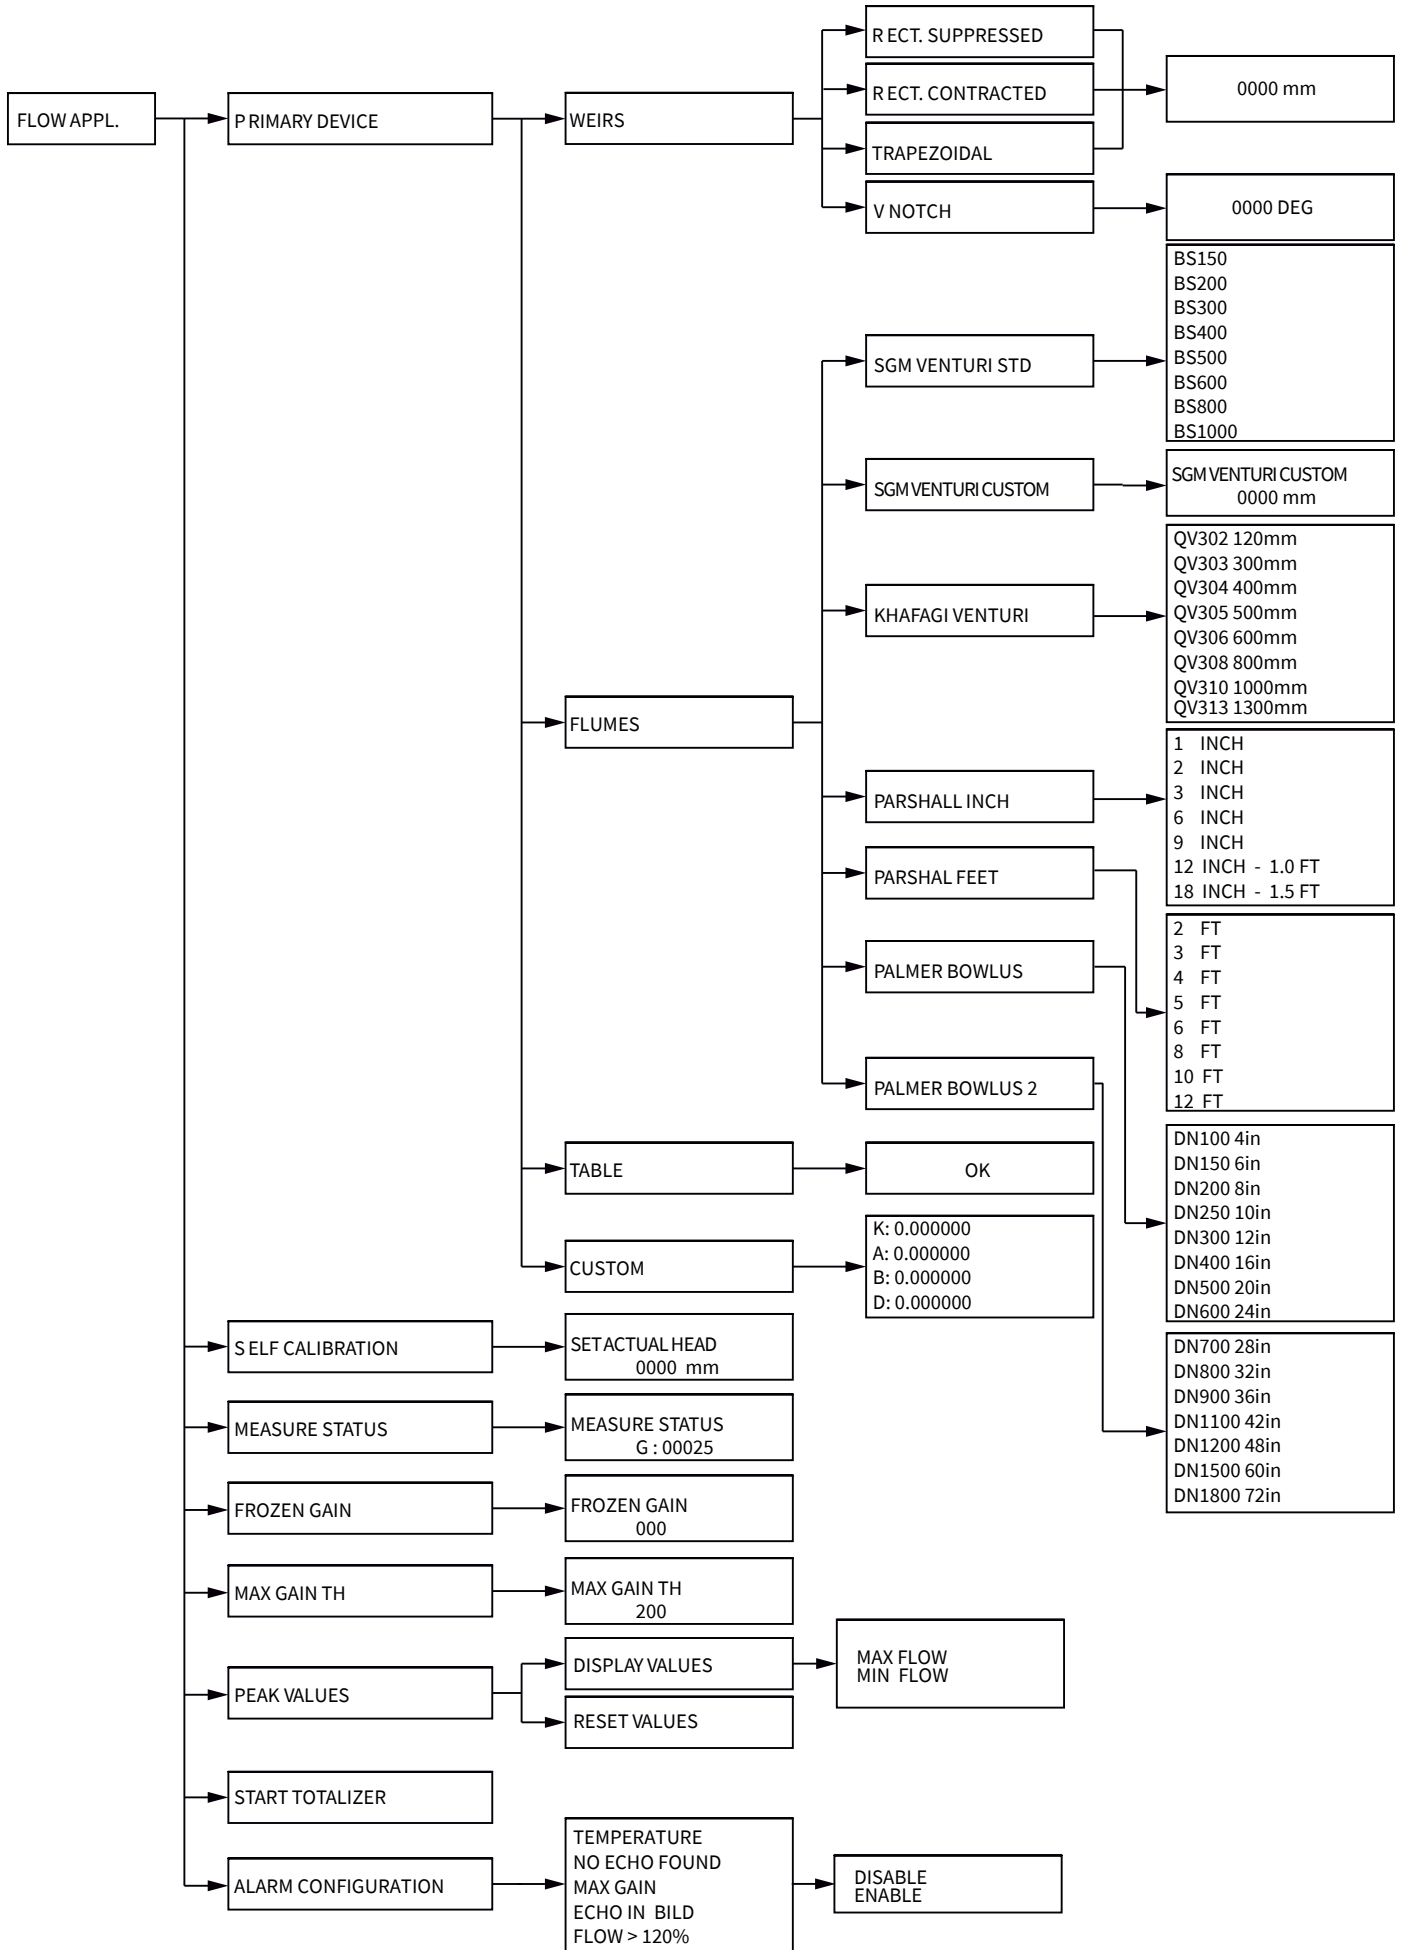 FLOW APPL.
PRIMARY DEVICE
WEIRS
RECT. SUPPRESSED
RECT. CONTRACTED
TRAPEZOIDAL
V NOTCH
0000 mm
0000 DEG
FLUMES
SGM VENTURI STD
BS150
BS200
BS300
BS400
BS500
BS600
BS800
BS1000
SGM VENTURI CUSTOM
SGM VENTURI CUSTOM
0000 mm
KHAFAGI VENTURI
QV302 120mm
QV303 300mm
QV304 400mm
QV305 500mm
QV306 600mm
QV308 800mm
QV310 1000mm
QV313 1300mm
PARSHALL INCH
1 INCH
2 INCH
3 INCH
6 INCH
9 INCH
12 INCH - 1.0 FT
18 INCH - 1.5 FT
PARSHAL FEET
2 FT
3 FT
4 FT
5 FT
6 FT
8 FT
10 FT
12 FT
PALMER BOWLUS
DN100 4in
DN150 6in
DN200 8in
DN250 10in
DN300 12in
DN400 16in
DN500 20in
DN600 24in
PALMER BOWLUS 2
DN700 28in
DN800 32in
DN900 36in
DN1100 42in
DN1200 48in
DN1500 60in
DN1800 72in
TABLE
OK
CUSTOM
K: 0.000000
A: 0.000000
B: 0.000000
D: 0.000000
SELF CALIBRATION
SET ACTUAL HEAD
0000 mm
MEASURE STATUS
MEASURE STATUS
G : 00025
FROZEN GAIN
FROZEN GAIN
000
MAX GAIN TH
MAX GAIN TH
200
PEAK VALUES
DISPLAY VALUES
MAX FLOW
MIN FLOW
RESET VALUES
START TOTALIZER
ALARM CONFIGURATION
TEMPERATURE
NO ECHO FOUND
MAX GAIN
ECHO IN BILD
FLOW > 120%
DISABLE
ENABLE